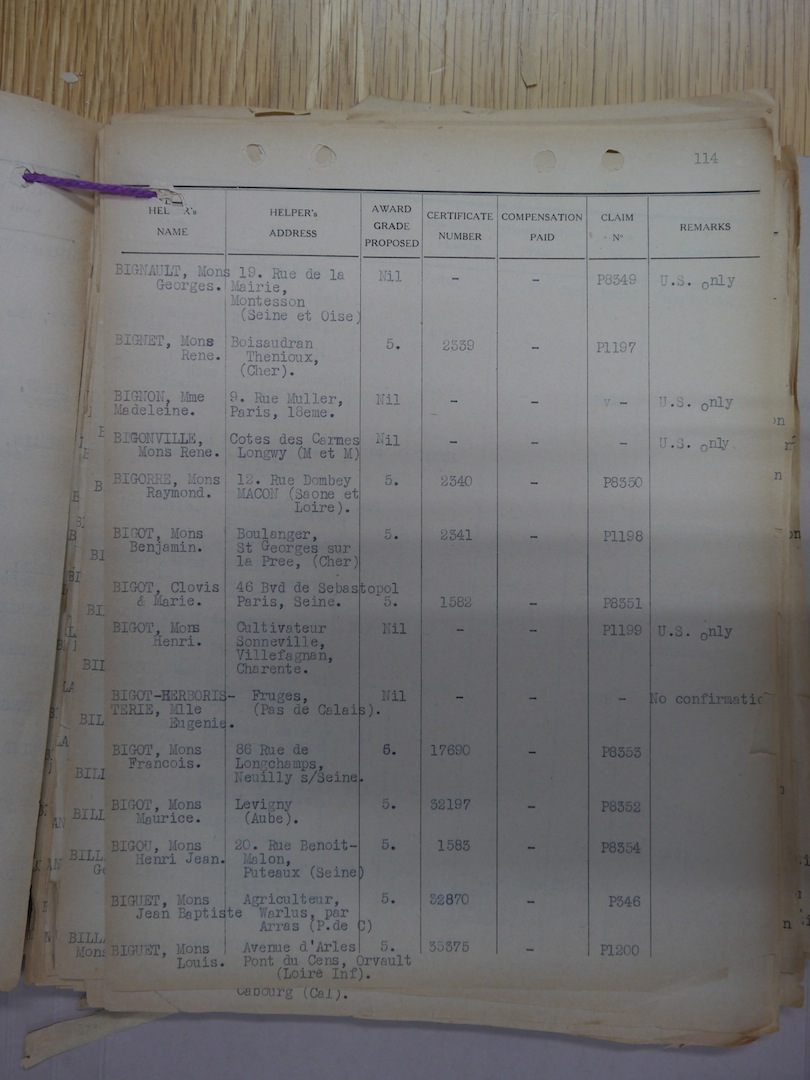 114
HELPER's NAME HELPER's ADDRESS AWARD GRADE PROPOSED CERTIFICATE NUMBER COMPENSATION PAID CLAIM N° REMARKS
BIGNAULT, Mons 19. Rue de la Nil - - P8349 U.S. only
Georges. Mairie,
Montesson
(Seine et Oise)
BIGNET, Mons Boisaudran 5. 2339 - P1197
Rene. Thenioux,
(Cher).
BIGNON, Mme 9. Rue Muller, Nil - - - U.S. only
Madeleine. Paris, 18eme.
BIGONVILLE, Cotes des Carmes Nil - - - U.S. only
Mons Rene. Longwy (M et M)
BIGORRE, Mons 12. Rue Dombey 5. 2340 - P8350
Raymond. MACON (Saone et
Loire).
BIGOT, Mons Boulanger, 5. 2341 - P1198
Benjamin. St Georges sur
la Pree, (Cher)
BIGOT, Clovis 46 Bvd de Sebastopol
& Marie. Paris, Seine. 5. 1582 - P8351
BIGOT, Mons Cultivateur Nil - - P1199 U.S. only
Henri. Sonneville,
Villefagnan,
Charente.
BIGOT-HERBORIS- Fruges, Nil - - - No confirmatio
TERIE, Mlle (Pas de Calais).
Eugenie.
BIGOT, Mons 86 Rue de 6. 17690 - P8353
Francois. Longchamps,
Neuilly s/Seine.
BIGOT, Mons Levigny 5. 32197 - P8352
Maurice. (Aube).
BIGOU, Mons 20. Rue Benoit- 5. 1583 - P8354
Henri Jean. Malon,
Puteaux (Seine)
BIGUET, Mons Agriculteur, 5. 32870 - P346
Jean Baptiste Warlus, par
Arras (P.de C)
BIGUET, Mons Avenue d'Arles 5. 35375 - P1200
Louis. Pont du Cens, Orvault
(Loire Inf).
Cabourg (Cal).